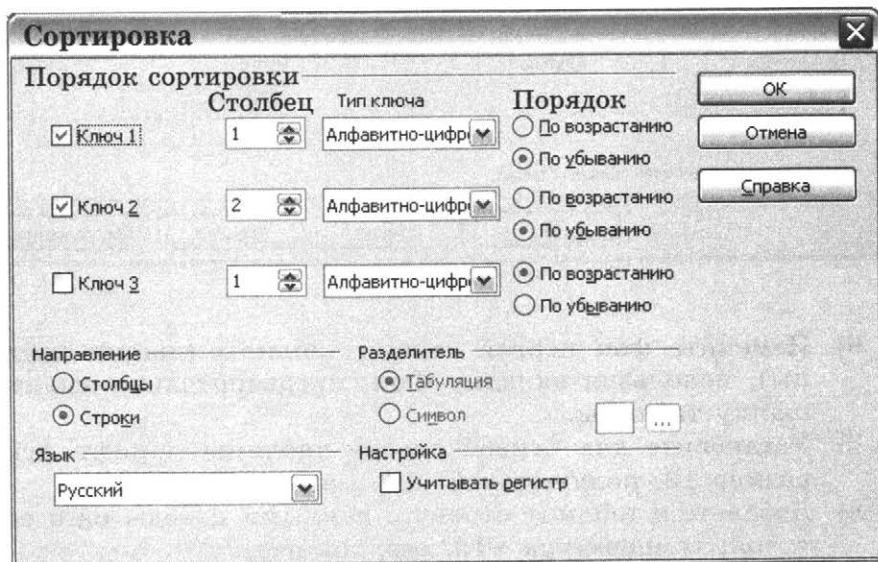 Сортировка
Порядок сортировки
Столбец Тип ключа Порядок
Ключ 1 1 Алфавитно-цифр По возрастанию
По убыванию
Ключ 2 2 Алфавитно-цифр По возрастанию
По убыванию
Ключ 3 1 Алфавитно-цифр По возрастанию
По убыванию
OK
Отмена
Справка
Направление
Столбцы
Строки
Разделитель
Табуляция
Символ
...
Язык
Русский
Настройка
Учитывать регистр